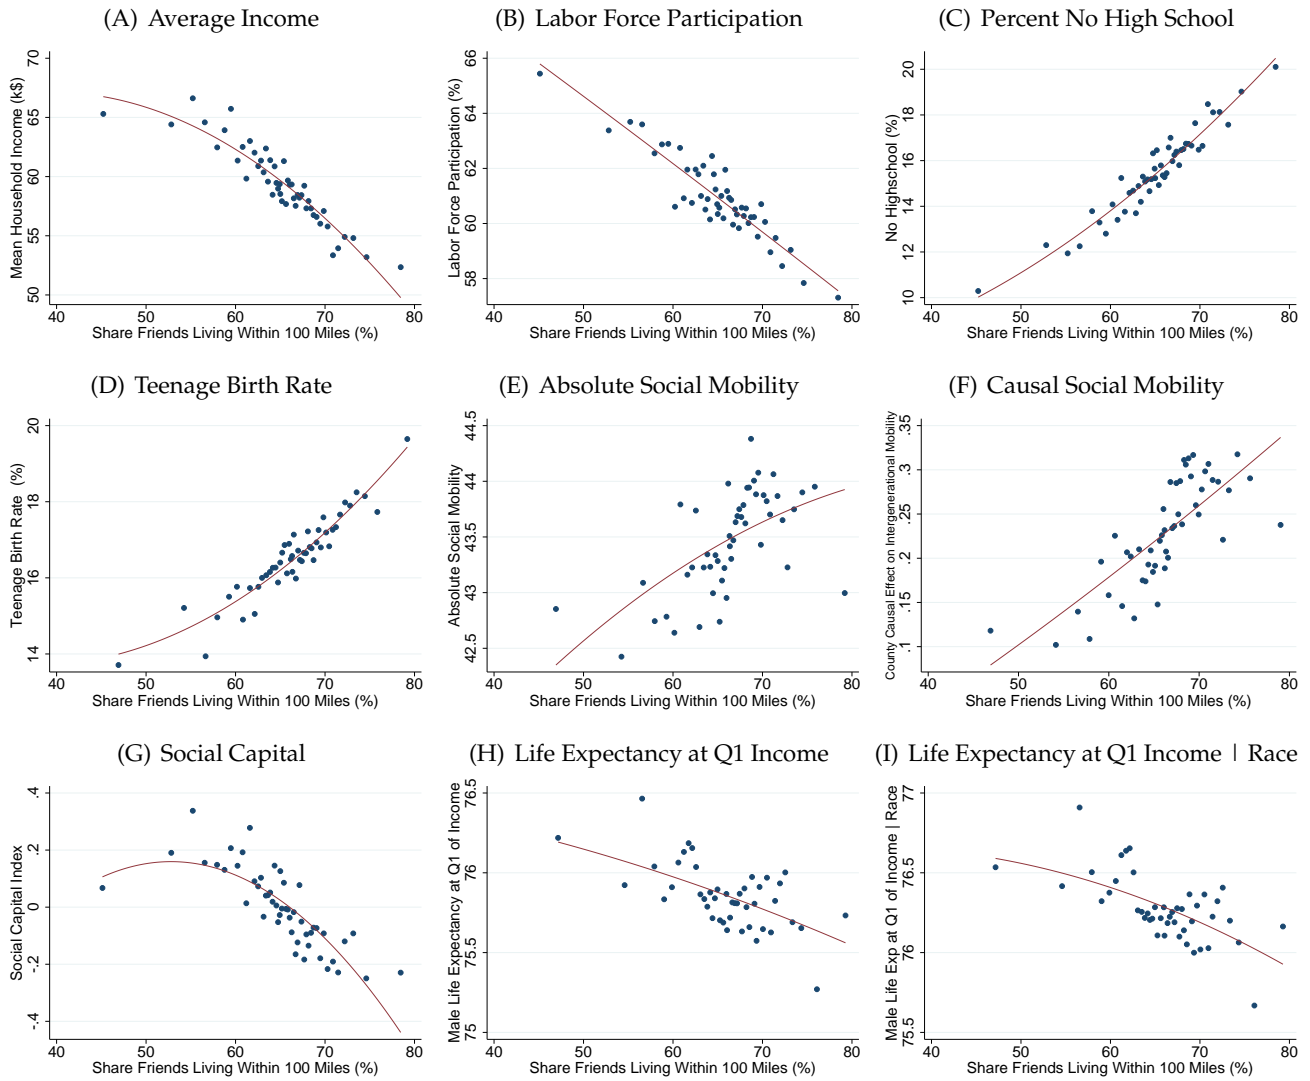 (A) Average Income
Mean Household Income (k$)
70
65
60
55
50
40 50 60 70 80
Share Friends Living Within 100 Miles (%)
(B) Labor Force Participation
Labor Force Participation (%)
66
64
62
60
58
40 50 60 70 80
Share Friends Living Within 100 Miles (%)
(C) Percent No High School
No Highschool (%)
20
18
16
14
12
10
40 50 60 70 80
Share Friends Living Within 100 Miles (%)
(D) Teenage Birth Rate
Teenage Birth Rate (%)
20
18
16
14
40 50 60 70 80
Share Friends Living Within 100 Miles (%)
(E) Absolute Social Mobility
Absolute Social Mobility
44.5
44
43.5
43
42.5
40 50 60 70 80
Share Friends Living Within 100 Miles (%)
(F) Causal Social Mobility
County Causal Effect on Intergenerational Mobility
.35
.3
.25
.2
.15
.1
40 50 60 70 80
Share Friends Living Within 100 Miles (%)
(G) Social Capital
Social Capital Index
.4
.2
0
-.2
-.4
40 50 60 70 80
Share Friends Living Within 100 Miles (%)
(H) Life Expectancy at Q1 Income
Male Life Expectancy at Q1 of Income
76.5
76
75.5
75
40 50 60 70 80
Share Friends Living Within 100 Miles (%)
(I) Life Expectancy at Q1 Income | Race
Male Life Exp at Q1 of Income | Race
77
76.5
76
75.5
40 50 60 70 80
Share Friends Living Within 100 Miles (%)